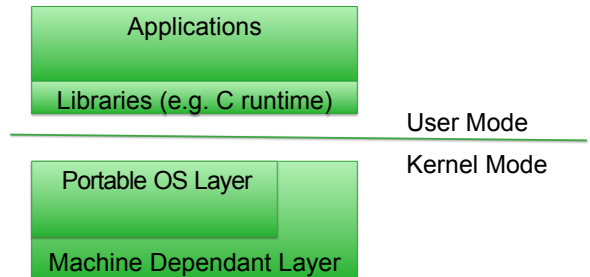 Applications
Libraries (e.g. C runtime)
User Mode
Kernel Mode
Portable OS Layer
Machine Dependant Layer